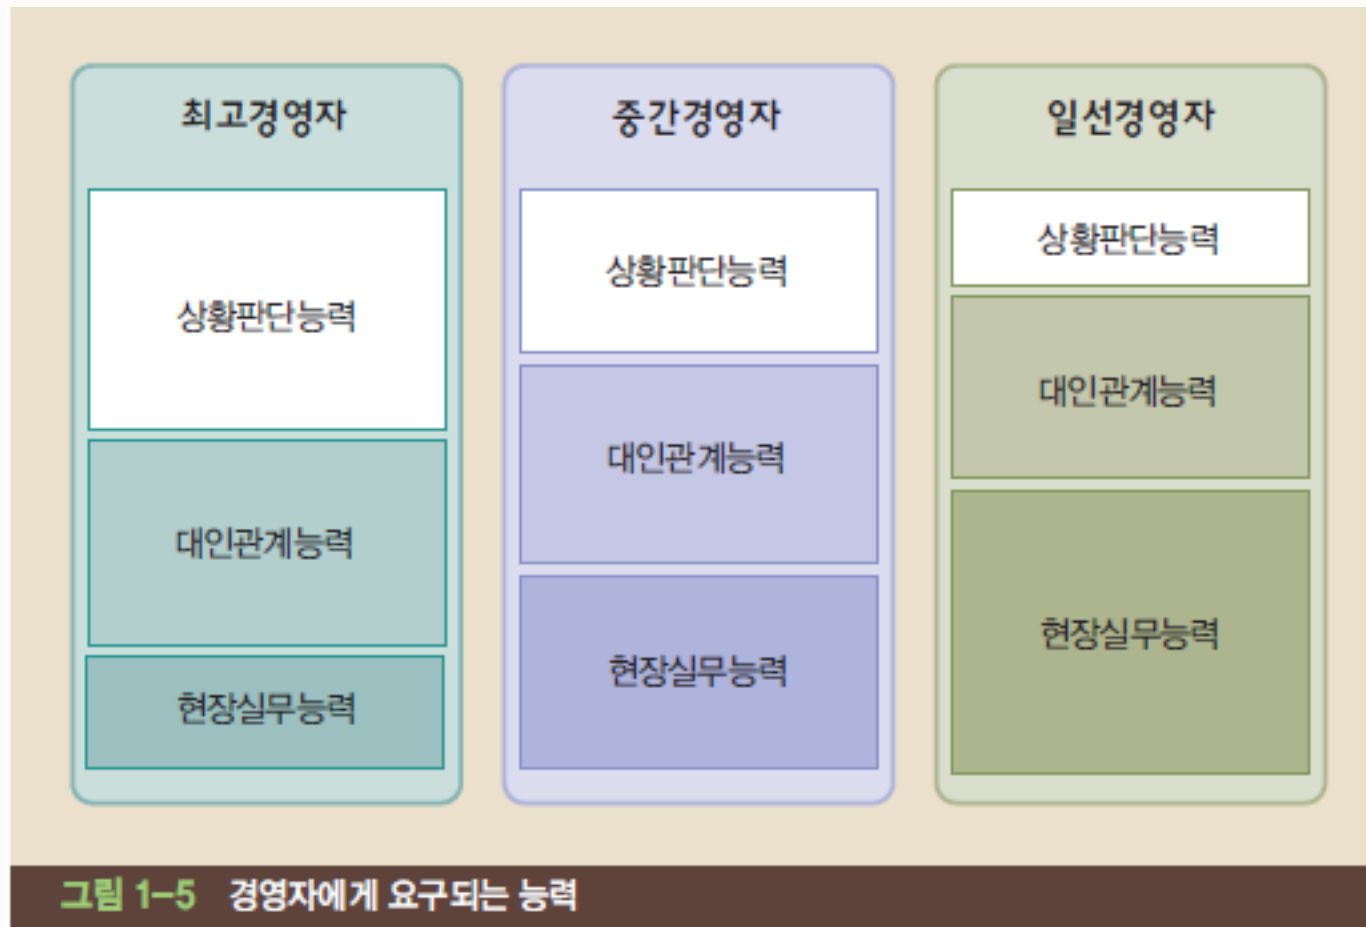 최고경영자
상황판단능력
대인관계능력
현장실무능력
중간경영자
상황판단능력
대인관계능력
현장실무능력
일선경영자
상황판단능력
대인관계능력
현장실무능력
그림 1-5 경영자에게 요구되는 능력